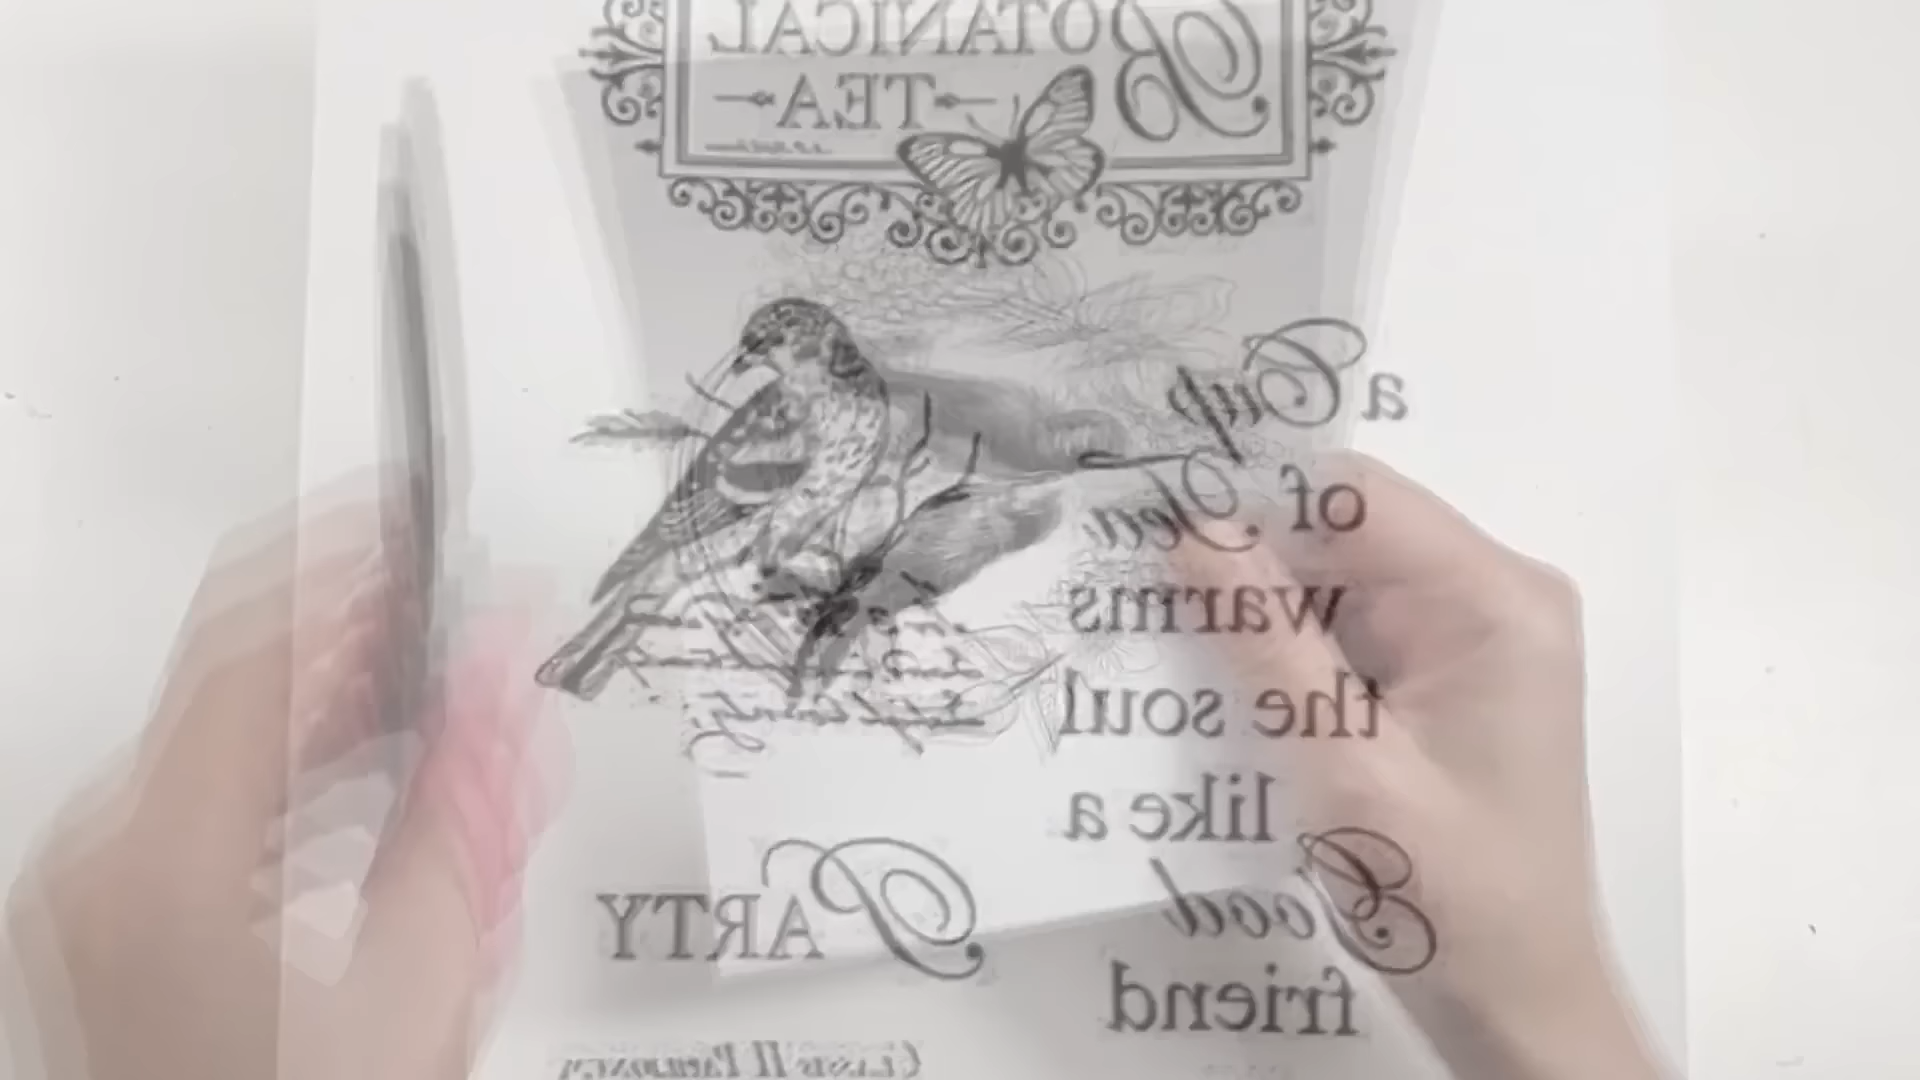 BOTANICAL
TEA
a Cup
of Tea
warms
the soul
like a
Good
friend
PARTY